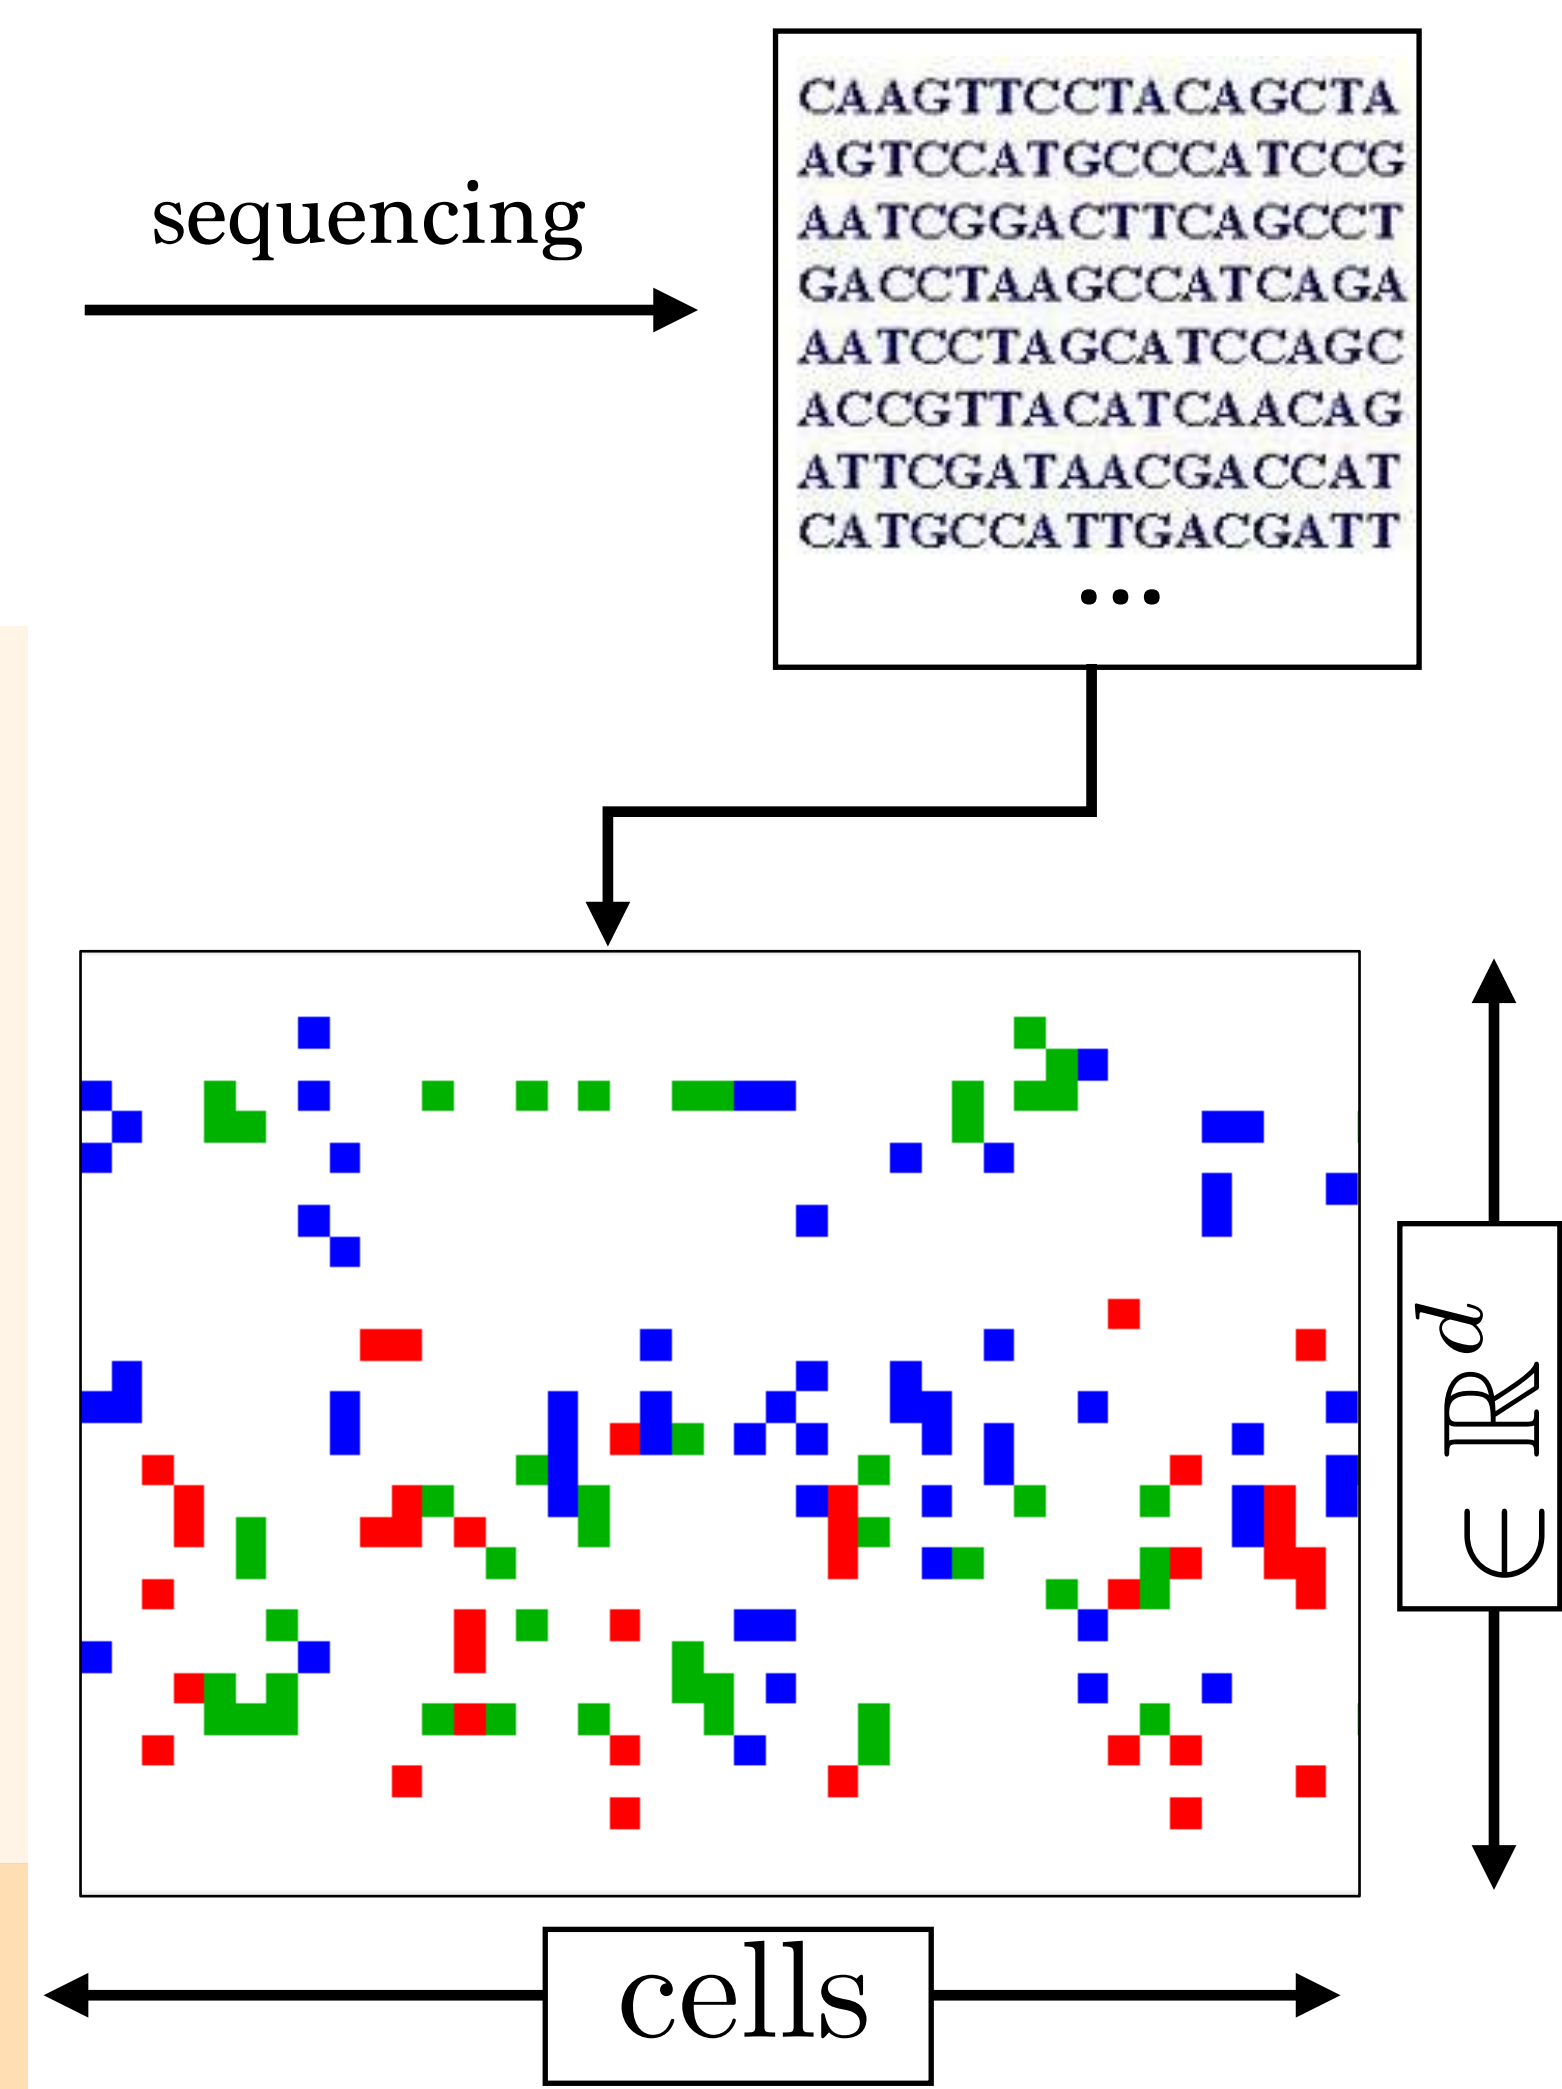 sequencing
CAAGTTCCTACAGCTA
AGTCCATGCCCATCCG
AATCGGACTTCAGCCT
GACCTAAGCCATCAGA
AATCCTAGCATCCAGC
ACCGTTACATCAACAG
ATTCGATAACGACCAT
CATGCCATTGACGATT
...
∈ ℝ^d
cells